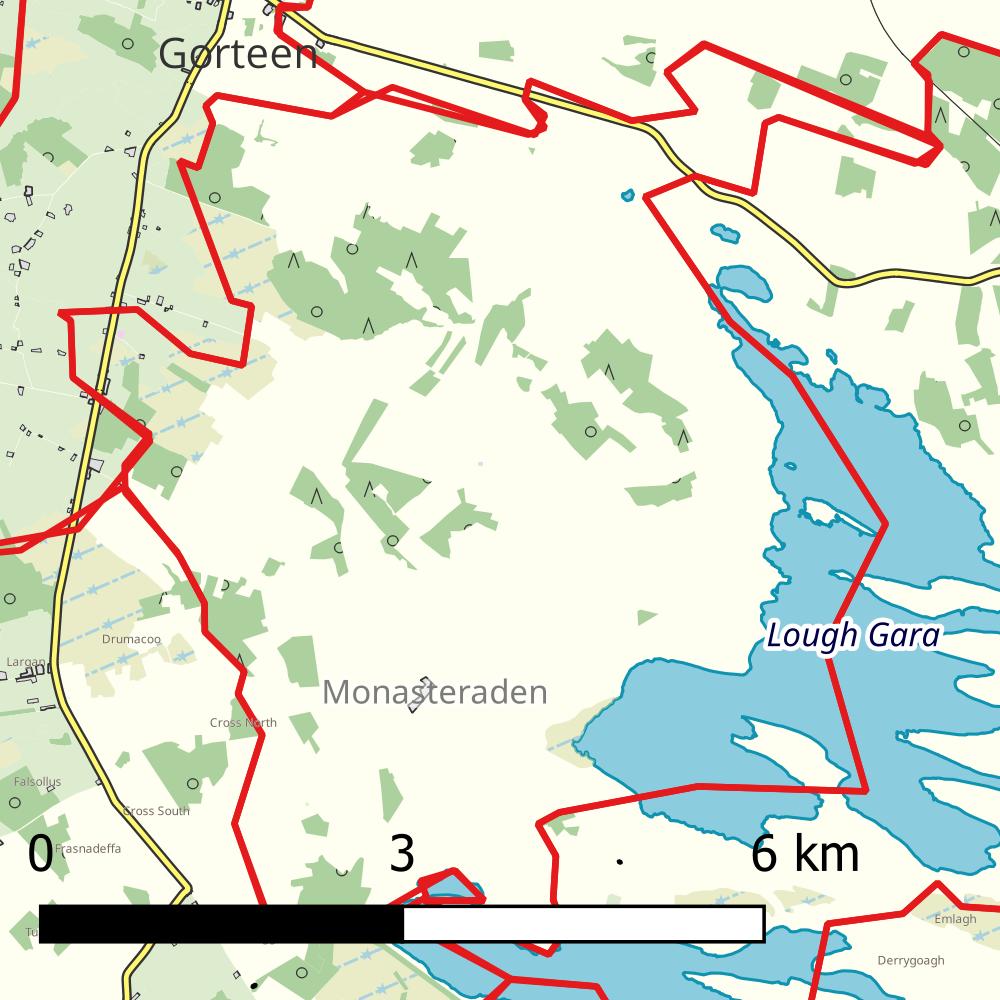 Gorteen
Drumacoo
Largan
Lough Gara
Monasteraden
Cross North
Falsollus
Cross South
Frasnadeffa
0 3 6 km
Emlagh
Derrygoagh